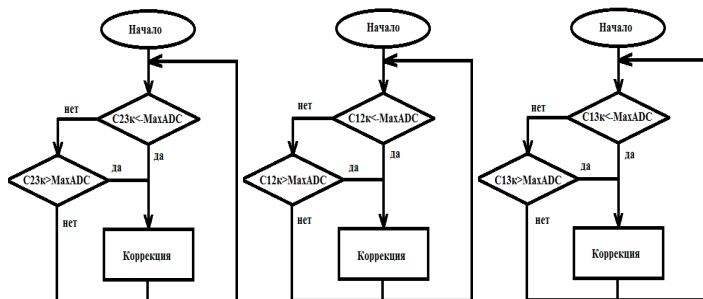 Начало
нет
C23к<-MaxADC
да
C23к>MaxADC
да
нет
Коррекция
Начало
нет
C12к<-MaxADC
да
C12к>MaxADC
да
нет
Коррекция
Начало
нет
C13к<-MaxADC
да
C13к>MaxADC
да
нет
Коррекция